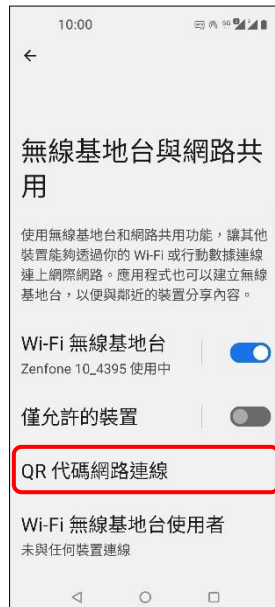 10:00
無線基地台與網路共
用
使用無線基地台和網路共用功能，讓其他
裝置能夠透過你的 Wi-Fi 或行動數據連線
連上網際網路。應用程式也可以建立無線
基地台，以便與鄰近的裝置分享內容。
Wi-Fi 無線基地台
Zenfone 10_4395 使用中
僅允許的裝置
QR 代碼網路連線
Wi-Fi 無線基地台使用者
未與任何裝置連線